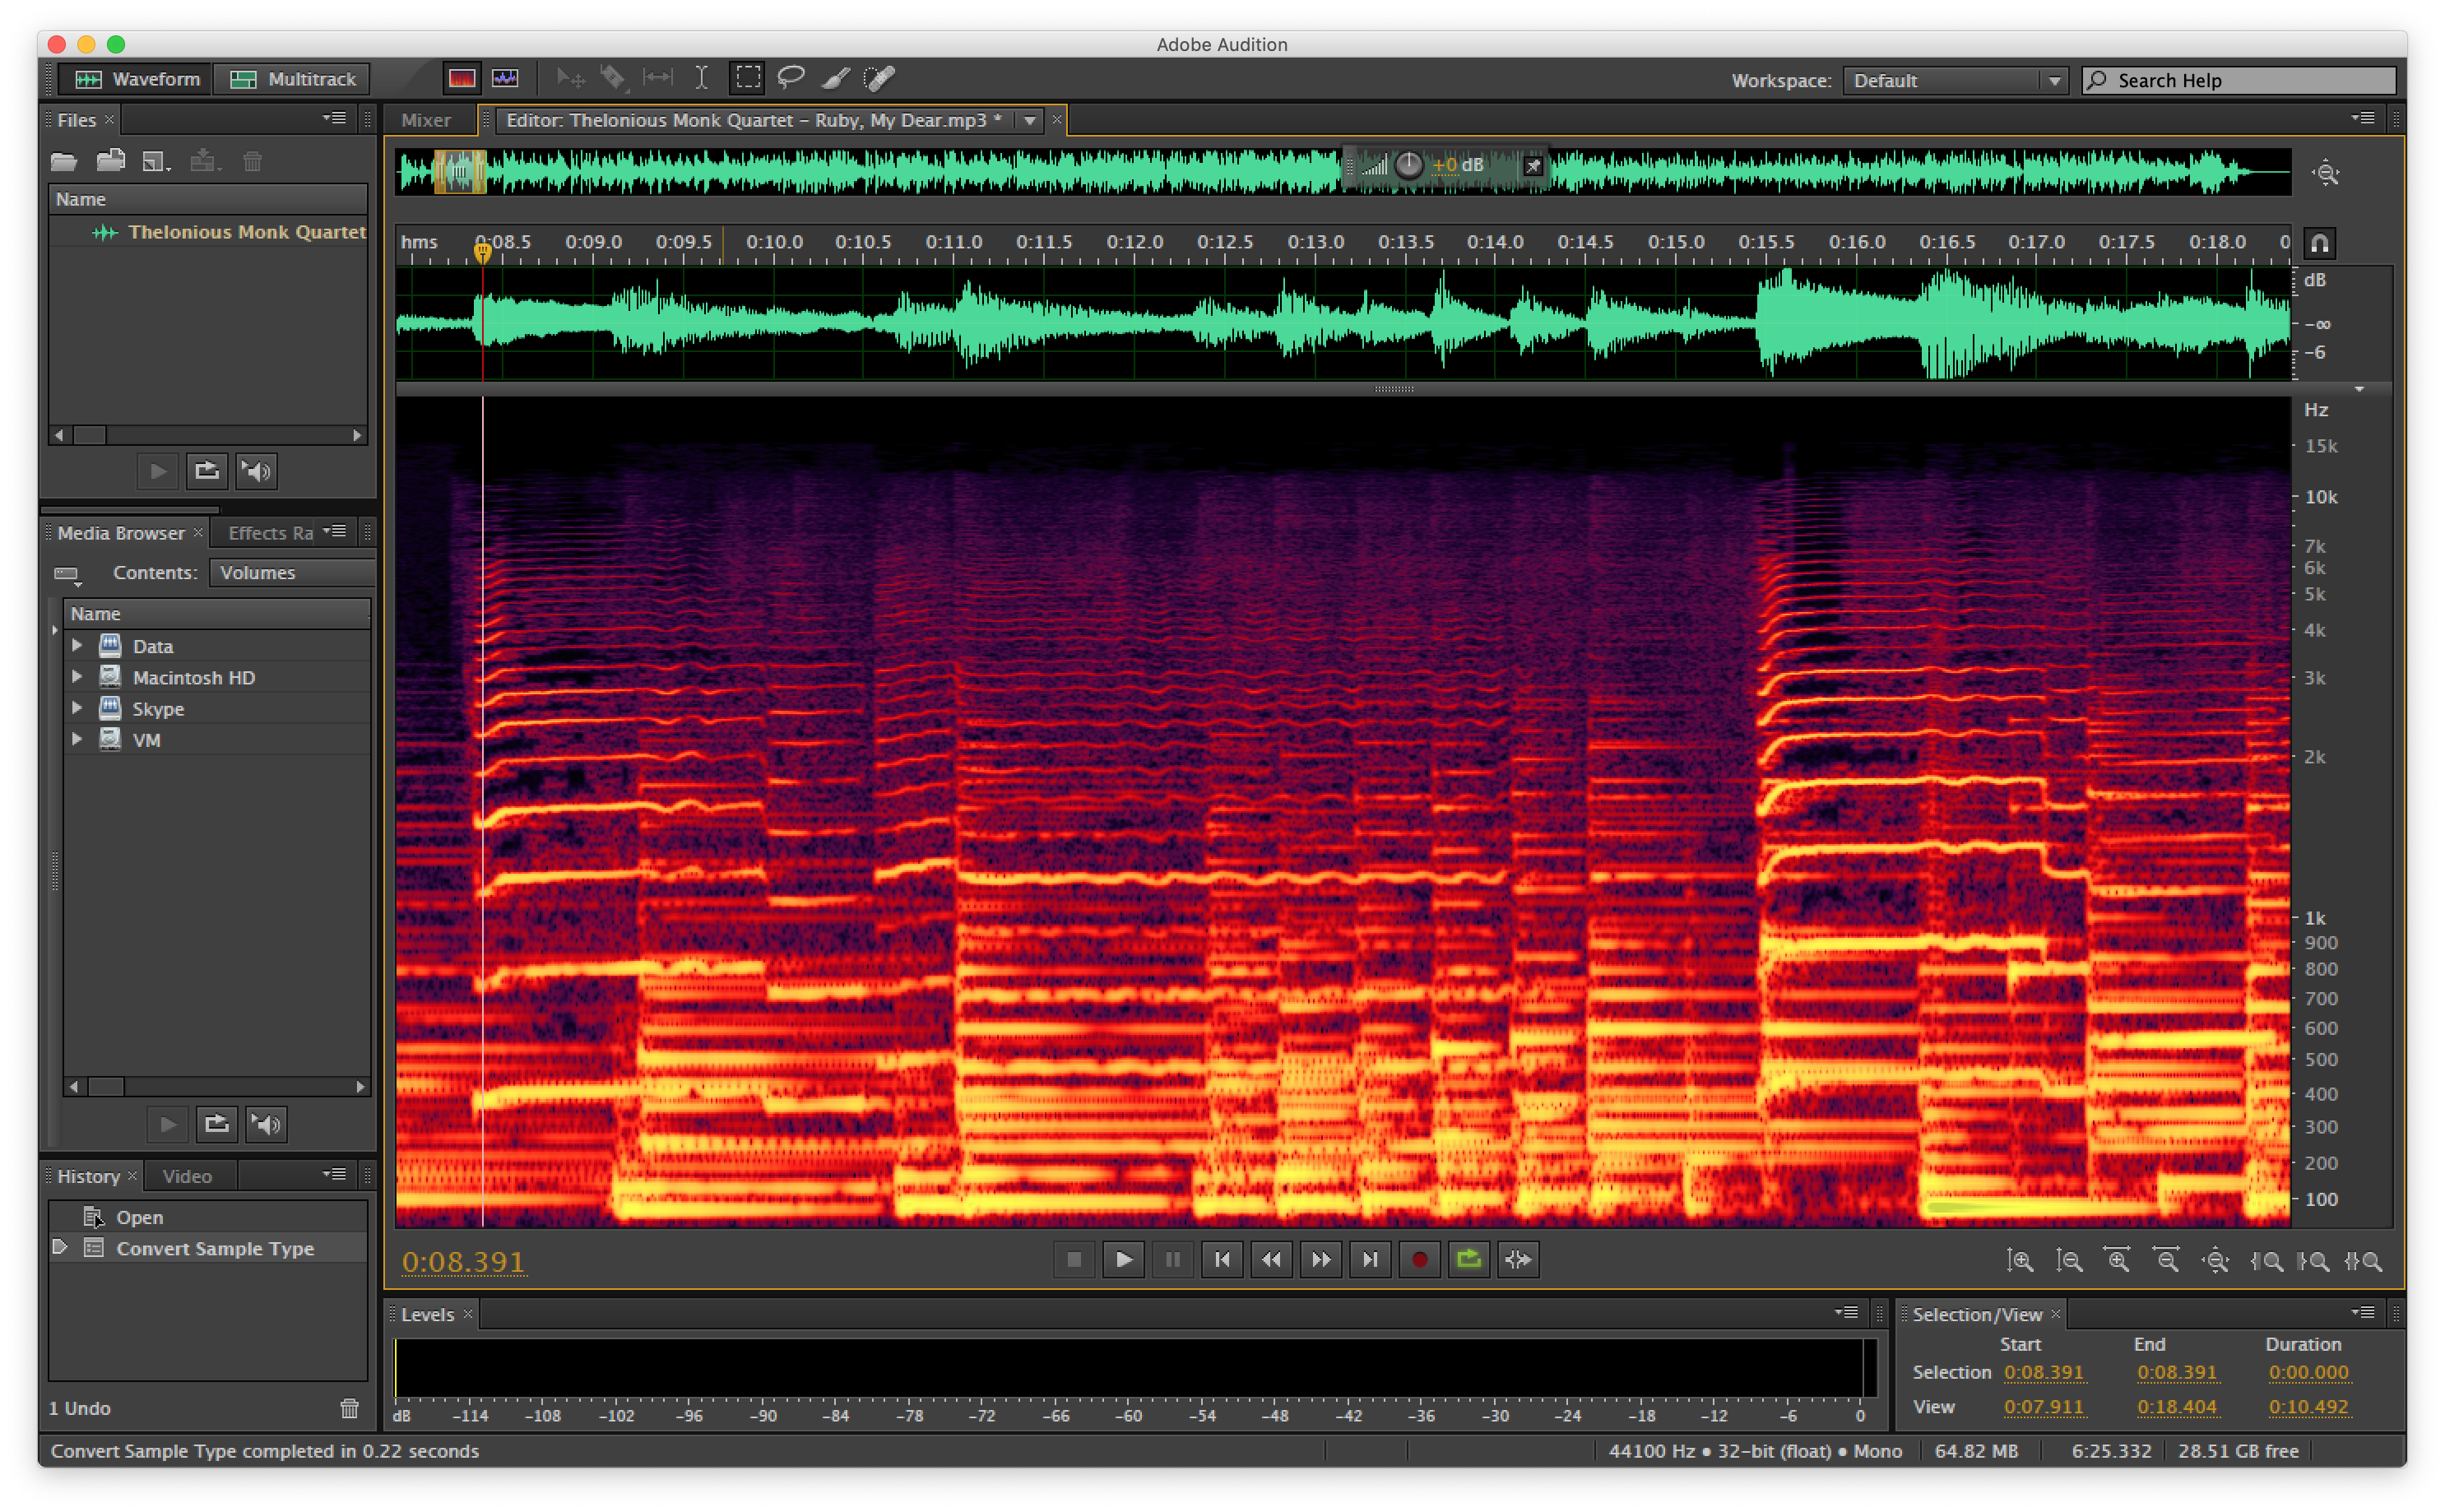 Adobe Audition
Waveform Multitrack Workspace: Default Search Help
Files
Name
Thelonious Monk Quartet
Media Browser Effects Ra
Contents: Volumes
Name
Data
Macintosh HD
Skype
VM
History Video
Open
Convert Sample Type
1 Undo
Mixer Editor: Thelonious Monk Quartet – Ruby, My Dear.mp3 *
+0 dB
hms 0:08.5 0:09.0 0:09.5 0:10.0 0:10.5 0:11.0 0:11.5 0:12.0 0:12.5 0:13.0 0:13.5 0:14.0 0:14.5 0:15.0 0:15.5 0:16.0 0:16.5 0:17.0 0:17.5 0:18.0 0
dB
-∞
-6
Hz
15k
10k
7k
6k
5k
4k
3k
2k
1k
900
800
700
600
500
400
300
200
100
0:08.391
Levels
dB -114 -108 -102 -96 -90 -84 -78 -72 -66 -60 -54 -48 -42 -36 -30 -24 -18 -12 -6 0
Selection/View
Start End Duration
Selection 0:08.391 0:08.391 0:00.000
View 0:07.911 0:18.404 0:10.492
Convert Sample Type completed in 0.22 seconds 44100 Hz • 32-bit (float) • Mono 64.82 MB 6:25.332 28.51 GB free